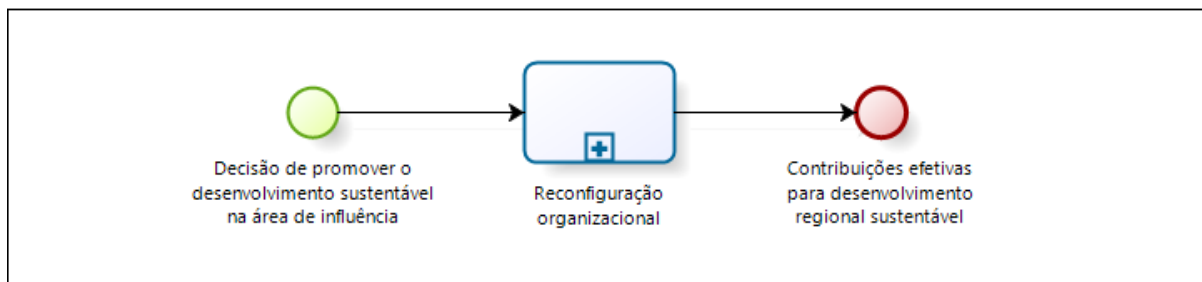 Decisão de promover o
desenvolvimento sustentável
na área de influência
Reconfiguração
organizacional
Contribuições efetivas
para desenvolvimento
regional sustentável